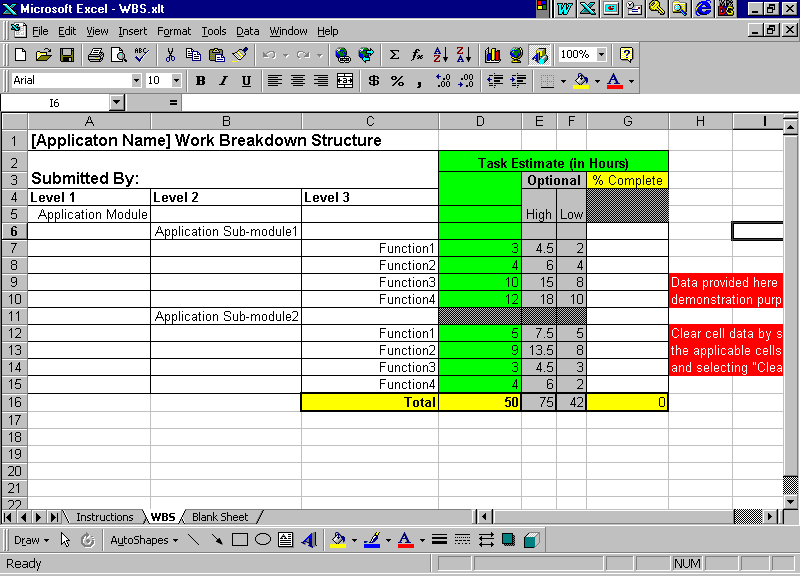 Microsoft Excel - WBS.xlt
File Edit View Insert Format Tools Data Window Help
100%
Arial 10 B I U $ % ,
I6 =
A B C D E F G H I
1 [Applicaton Name] Work Breakdown Structure
2 Task Estimate (in Hours)
3 Submitted By: Optional % Complete
4 Level 1 Level 2 Level 3
5 Application Module High Low
6 Application Sub-module1
7 Function1 3 4.5 2
8 Function2 4 6 4
9 Function3 10 15 8 Data provided here
10 Function4 12 18 10 demonstration purp
11 Application Sub-module2
12 Function1 5 7.5 5 Clear cell data by s
13 Function2 9 13.5 8 the applicable cells
14 Function3 3 4.5 3 and selecting "Clea
15 Function4 4 6 2
16 Total 50 75 42 0
17
18
19
20
21
22
Instructions WBS Blank Sheet
Draw AutoShapes
Ready NUM